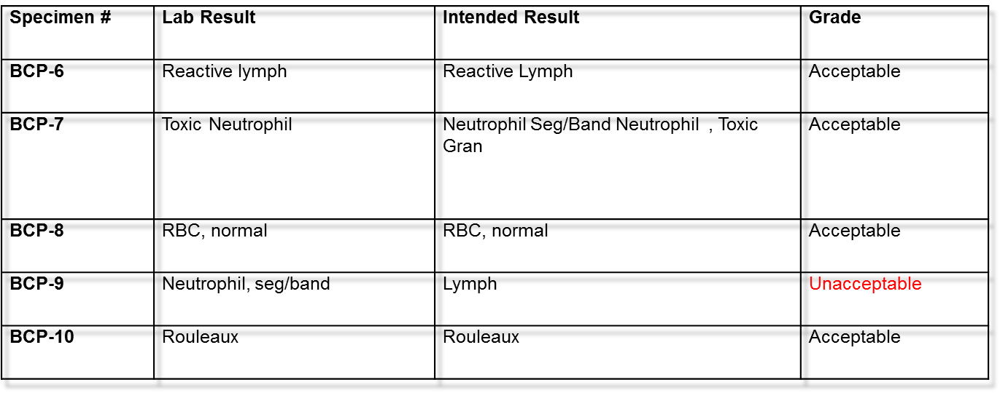 Specimen # Lab Result Intended Result Grade
BCP-6 Reactive lymph Reactive Lymph Acceptable
BCP-7 Toxic Neutrophil Neutrophil Seg/Band Neutrophil , Toxic Acceptable
Gran
BCP-8 RBC, normal RBC, normal Acceptable
BCP-9 Neutrophil, seg/band Lymph Unacceptable
BCP-10 Rouleaux Rouleaux Acceptable